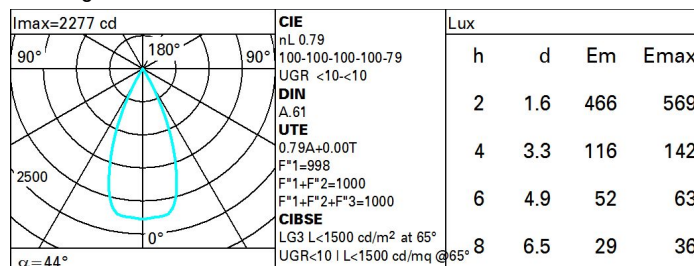 Imax=2277 cd
90° 180° 90°
2500
0°
α=44°
CIE
nL 0.79
100-100-100-100-79
UGR <10-<10
DIN
A.61
UTE
0.79A+0.00T
F"1=998
F"1+F"2=1000
F"1+F"2+F"3=1000
CIBSE
LG3 L<1500 cd/m² at 65°
UGR<10 | L<1500 cd/mq @65°
Lux
h d Em Emax
2 1.6 466 569
4 3.3 116 142
6 4.9 52 63
8 6.5 29 36